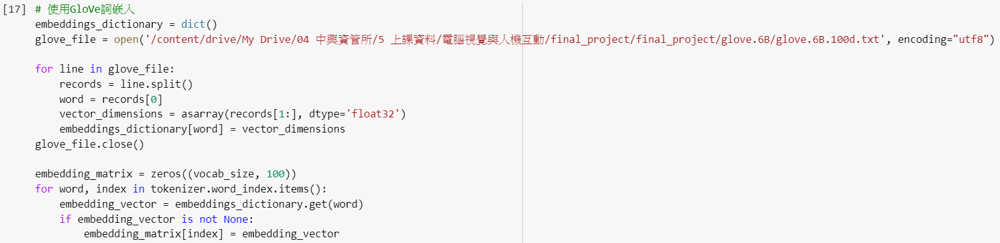 [17] # 使用GloVe詞嵌入
embeddings_dictionary = dict()
glove_file = open('/content/drive/My Drive/04 中興資管所/5 上課資料/電腦視覺與人機互動/final_project/final_project/glove.6B/glove.6B.100d.txt', encoding="utf8")
for line in glove_file:
    records = line.split()
    word = records[0]
    vector_dimensions = asarray(records[1:], dtype='float32')
    embeddings_dictionary[word] = vector_dimensions
glove_file.close()
embedding_matrix = zeros((vocab_size, 100))
for word, index in tokenizer.word_index.items():
    embedding_vector = embeddings_dictionary.get(word)
    if embedding_vector is not None:
        embedding_matrix[index] = embedding_vector